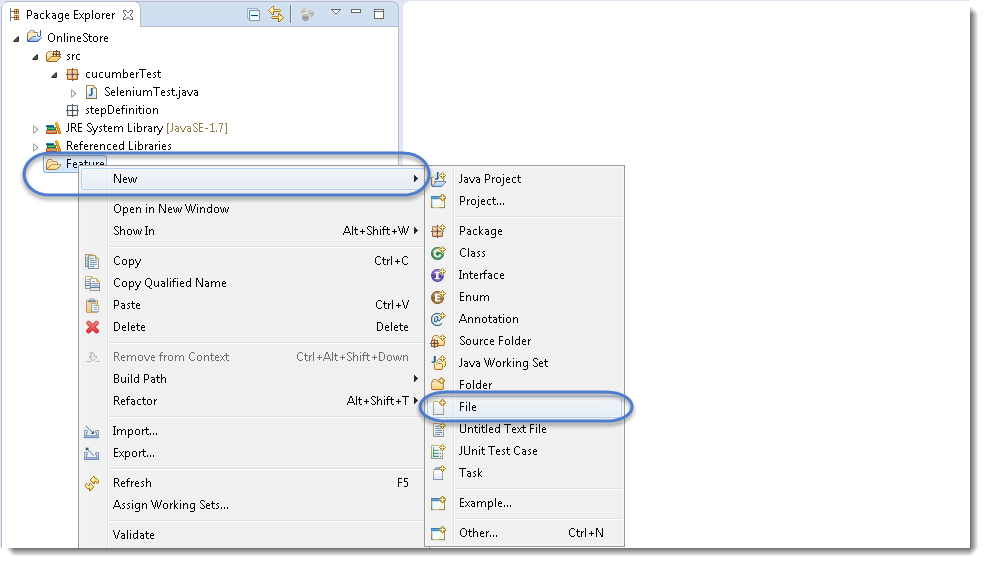 Package Explorer
OnlineStore
src
cucumberTest
SeleniumTest.java
stepDefinition
JRE System Library [JavaSE-1.7]
Referenced Libraries
Feature
New
Open in New Window
Show In Alt+Shift+W
Copy Ctrl+C
Copy Qualified Name
Paste Ctrl+V
Delete Delete
Remove from Context Ctrl+Alt+Shift+Down
Build Path
Refactor Alt+Shift+T
Import...
Export...
Refresh F5
Assign Working Sets...
Validate
Java Project
Project...
Package
Class
Interface
Enum
Annotation
Source Folder
Java Working Set
Folder
File
Untitled Text File
JUnit Test Case
Task
Example...
Other... Ctrl+N